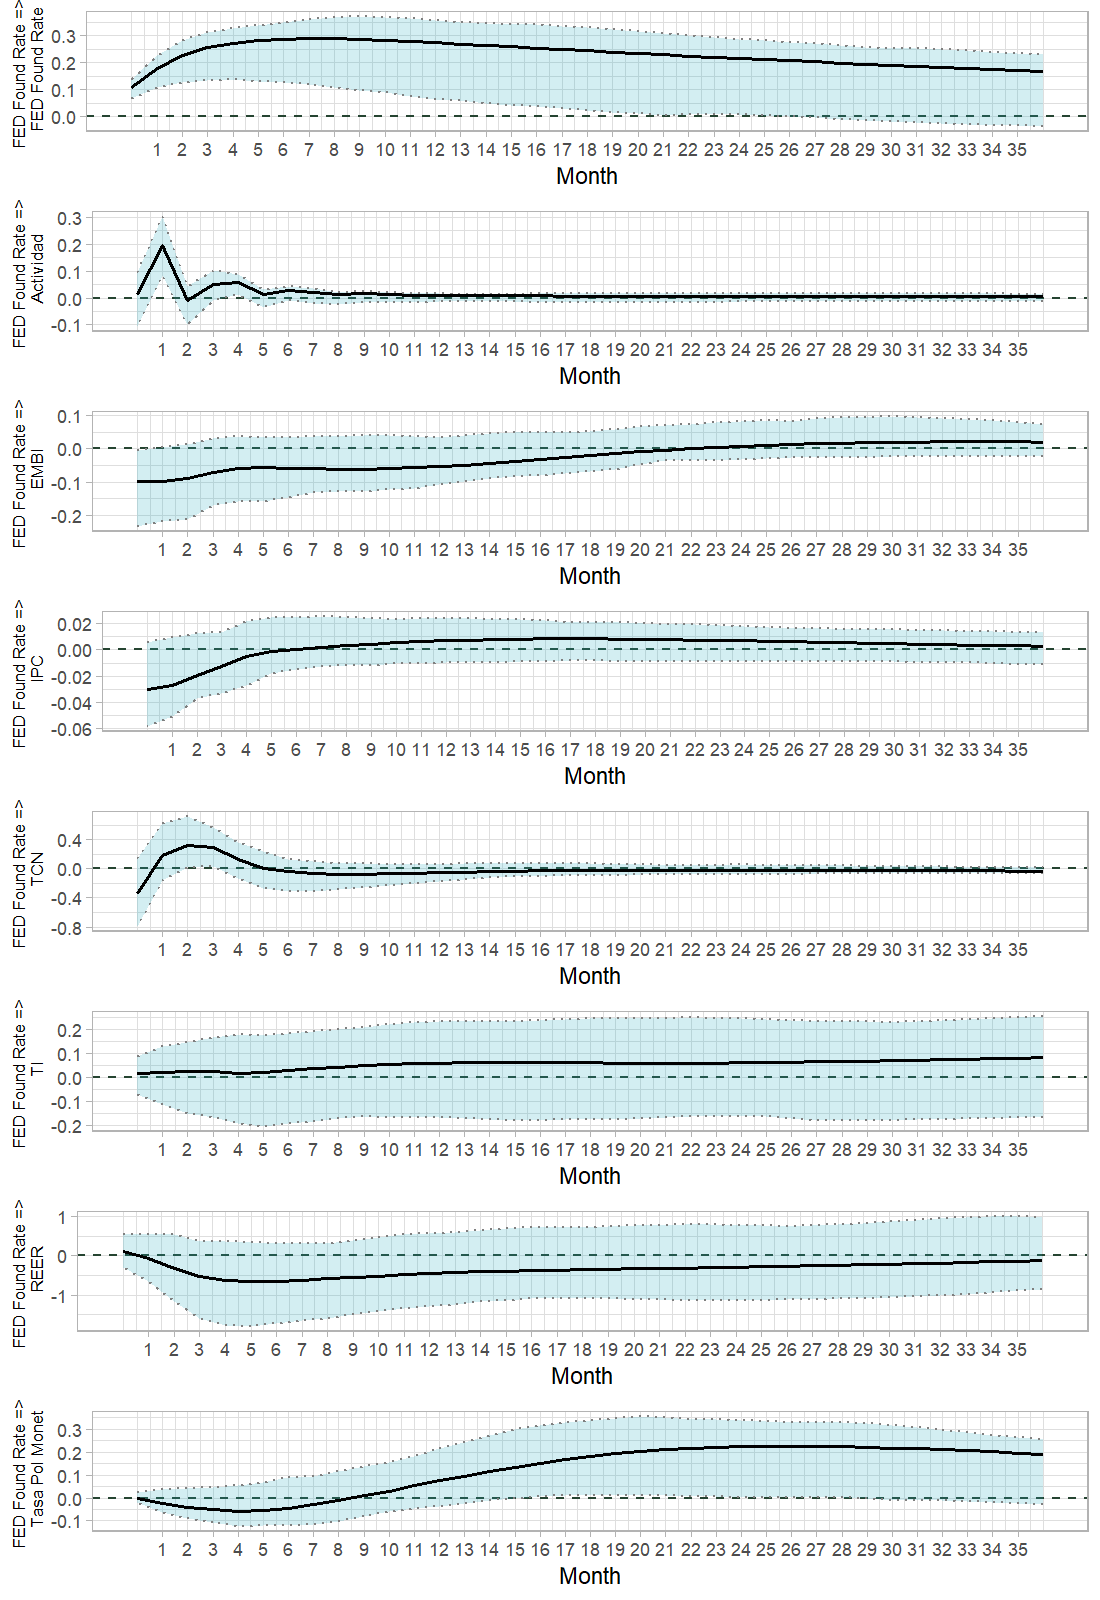 FED Found Rate =>
FED Found Rate
0.3
0.2
0.1
0.0
1 2 3 4 5 6 7 8 9 10 11 12 13 14 15 16 17 18 19 20 21 22 23 24 25 26 27 28 29 30 31 32 33 34 35
Month
FED Found Rate =>
Actividad
0.3
0.2
0.1
0.0
-0.1
1 2 3 4 5 6 7 8 9 10 11 12 13 14 15 16 17 18 19 20 21 22 23 24 25 26 27 28 29 30 31 32 33 34 35
Month
FED Found Rate =>
EMBI
0.1
0.0
-0.1
-0.2
1 2 3 4 5 6 7 8 9 10 11 12 13 14 15 16 17 18 19 20 21 22 23 24 25 26 27 28 29 30 31 32 33 34 35
Month
FED Found Rate =>
IPC
0.02
0.00
-0.02
-0.04
-0.06
1 2 3 4 5 6 7 8 9 10 11 12 13 14 15 16 17 18 19 20 21 22 23 24 25 26 27 28 29 30 31 32 33 34 35
Month
FED Found Rate =>
TCN
0.4
0.0
-0.4
-0.8
1 2 3 4 5 6 7 8 9 10 11 12 13 14 15 16 17 18 19 20 21 22 23 24 25 26 27 28 29 30 31 32 33 34 35
Month
FED Found Rate =>
TI
0.2
0.1
0.0
-0.1
-0.2
1 2 3 4 5 6 7 8 9 10 11 12 13 14 15 16 17 18 19 20 21 22 23 24 25 26 27 28 29 30 31 32 33 34 35
Month
FED Found Rate =>
REER
1
0
-1
1 2 3 4 5 6 7 8 9 10 11 12 13 14 15 16 17 18 19 20 21 22 23 24 25 26 27 28 29 30 31 32 33 34 35
Month
FED Found Rate =>
Tasa Pol Monet
0.3
0.2
0.1
0.0
-0.1
1 2 3 4 5 6 7 8 9 10 11 12 13 14 15 16 17 18 19 20 21 22 23 24 25 26 27 28 29 30 31 32 33 34 35
Month